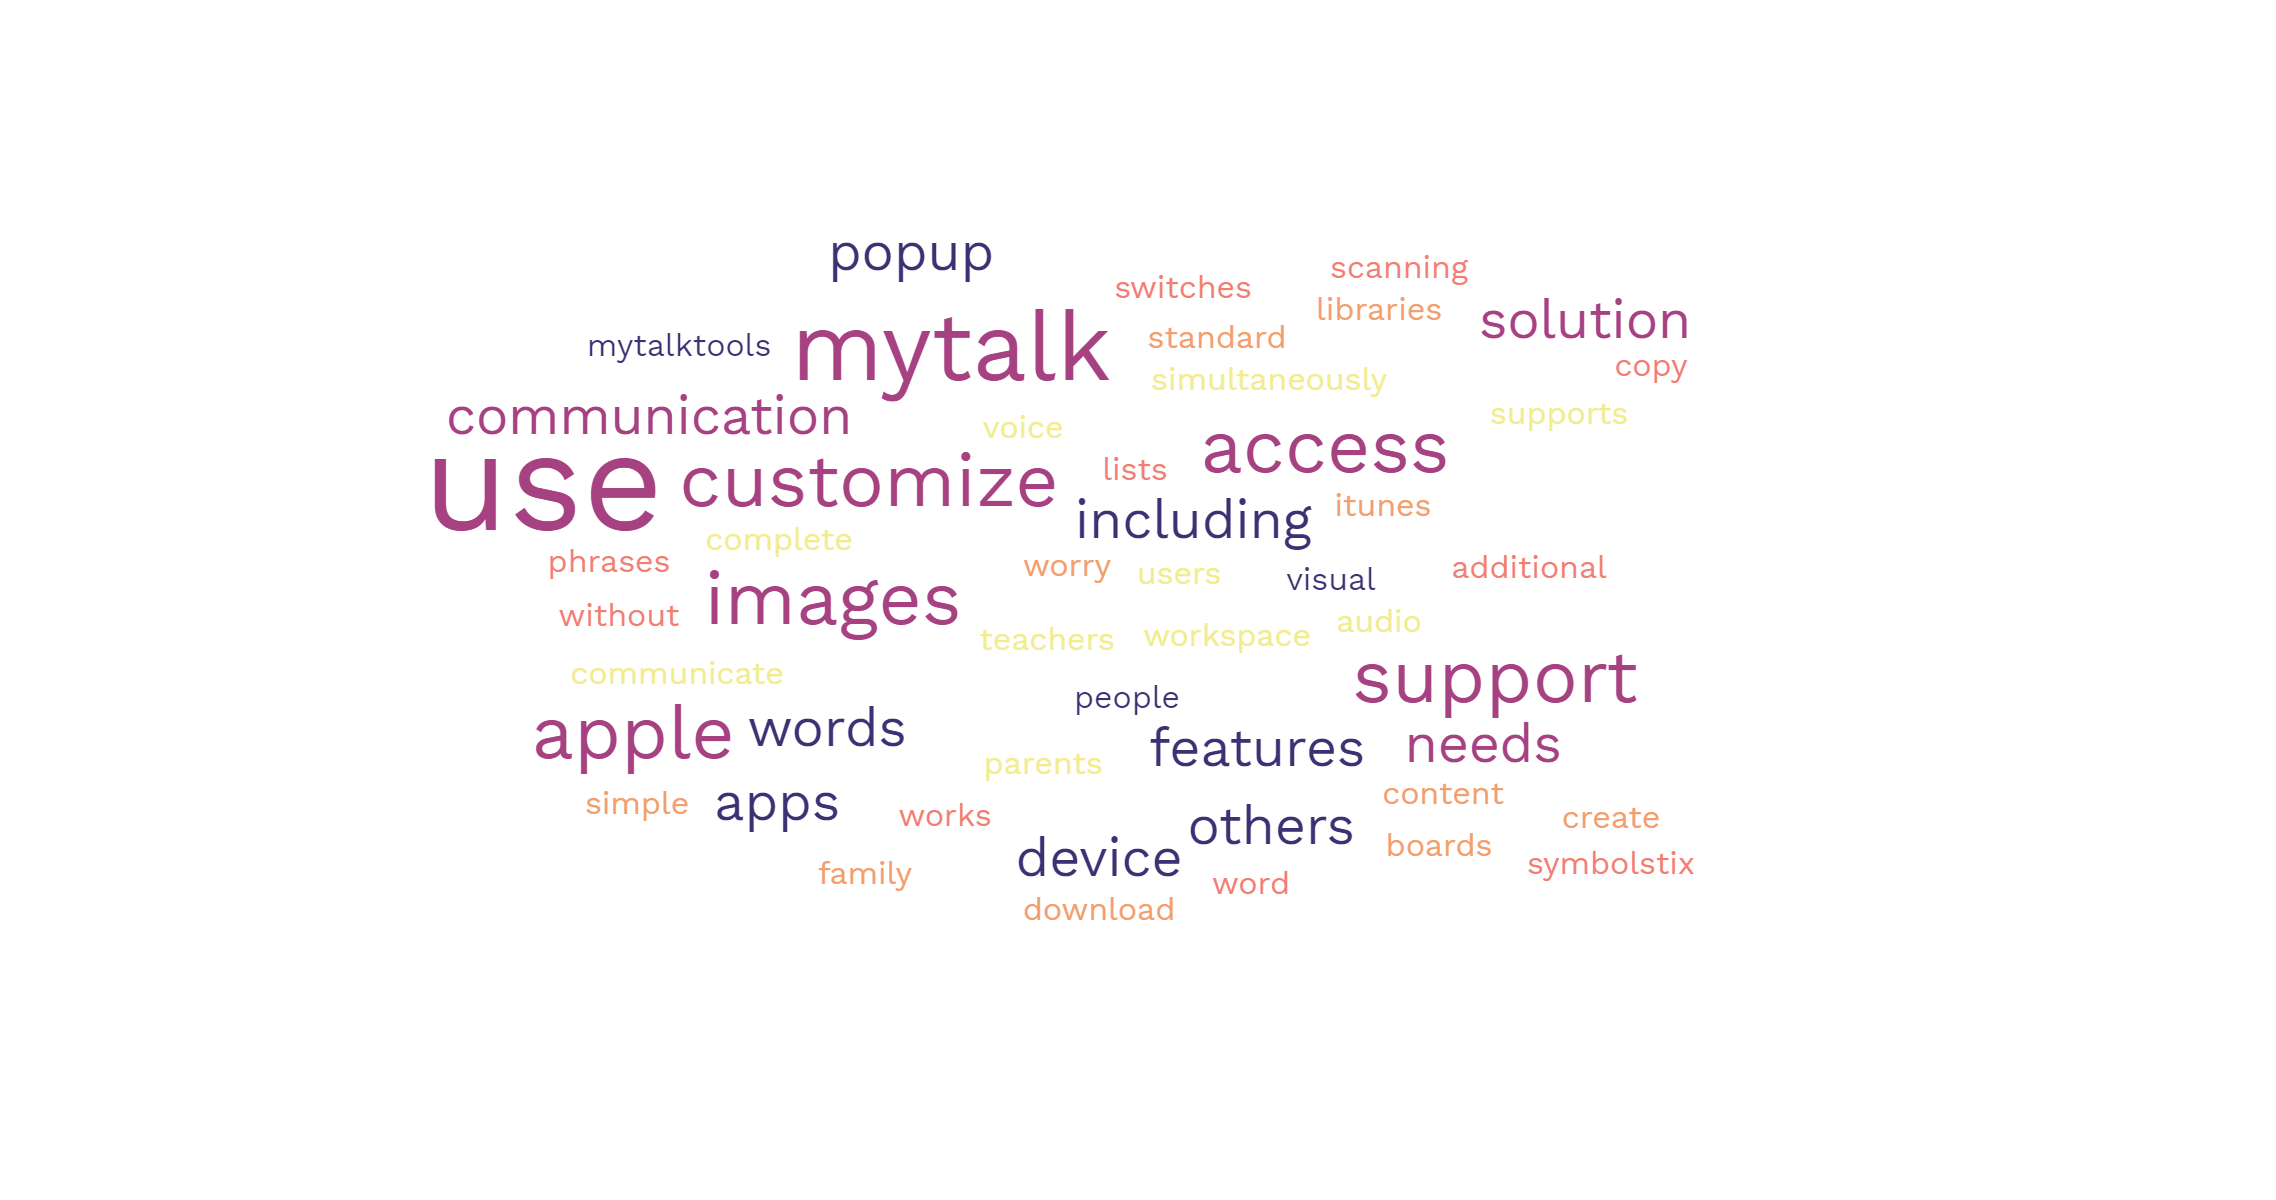 popup
scanning
switches
libraries
solution
mytalk
standard
mytalktools
copy
simultaneously
communication
supports
voice
access
lists
use
customize
including
itunes
complete
phrases
worry
users
visual
additional
images
without
audio
teachers
workspace
communicate
support
people
apple
words
features
needs
parents
content
simple
apps
works
others
create
boards
device
symbolstix
family
word
download